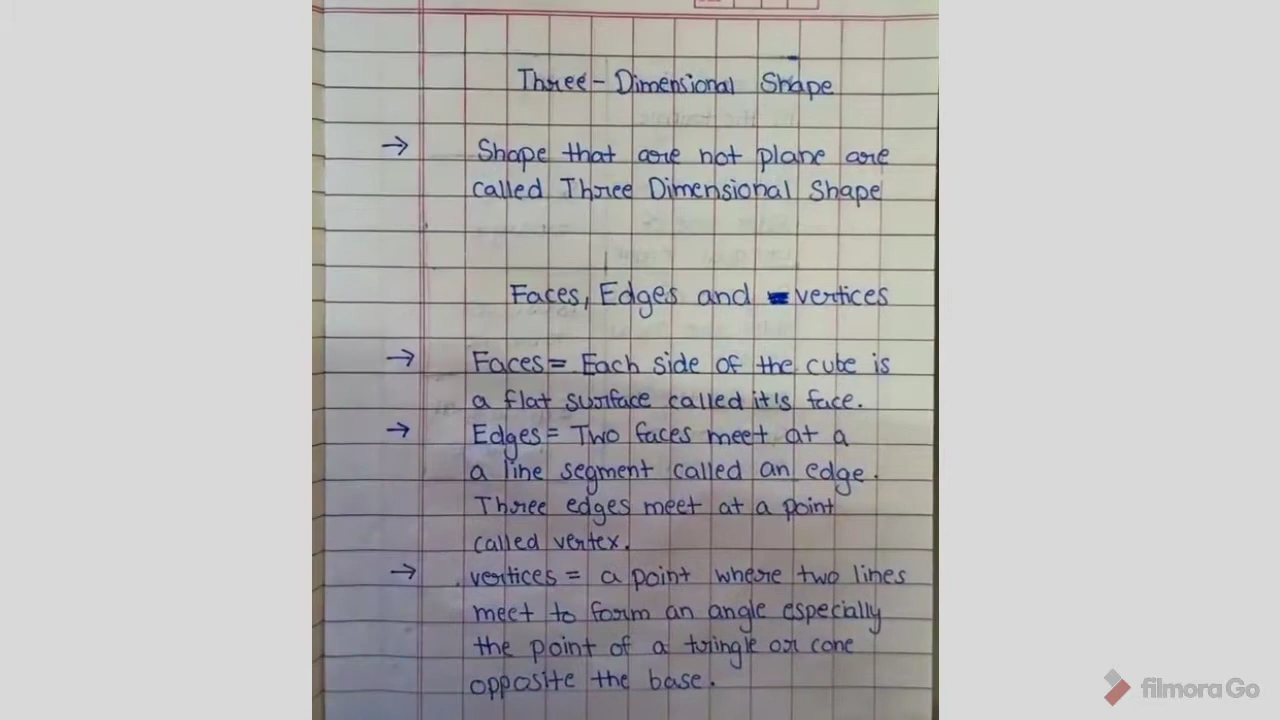 Three-Dimensional Shape
→ Shape that are not plane are
called Three Dimensional Shape
Faces, Edges and vertices
→ Faces = Each side of the cube is
a flat surface called it's face.
→ Edges = Two faces meet at a
a line segment called an edge.
Three edges meet at a point
called vertex.
→ vertices = a point where two lines
meet to form an angle especially
the point of a tringle or cone
opposite the base.
filmora Go